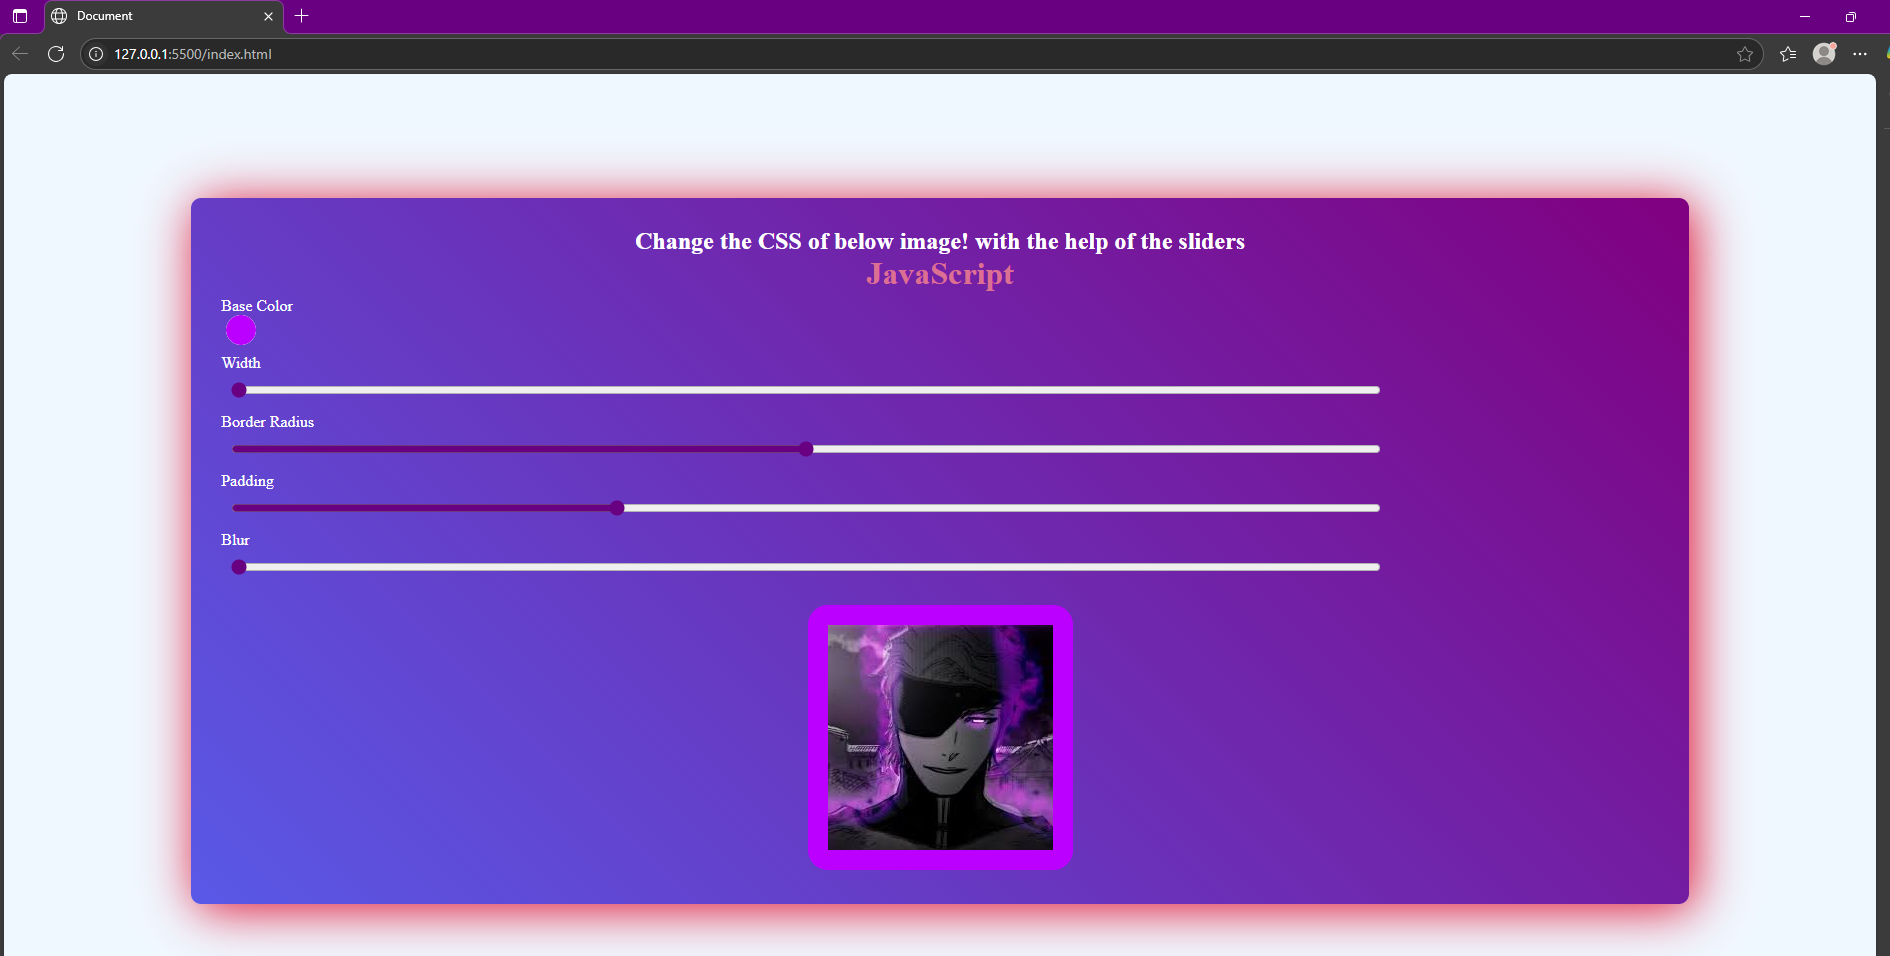 Document
127.0.0.1:5500/index.html
Change the CSS of below image! with the help of the sliders
JavaScript
Base Color
Width
Border Radius
Padding
Blur